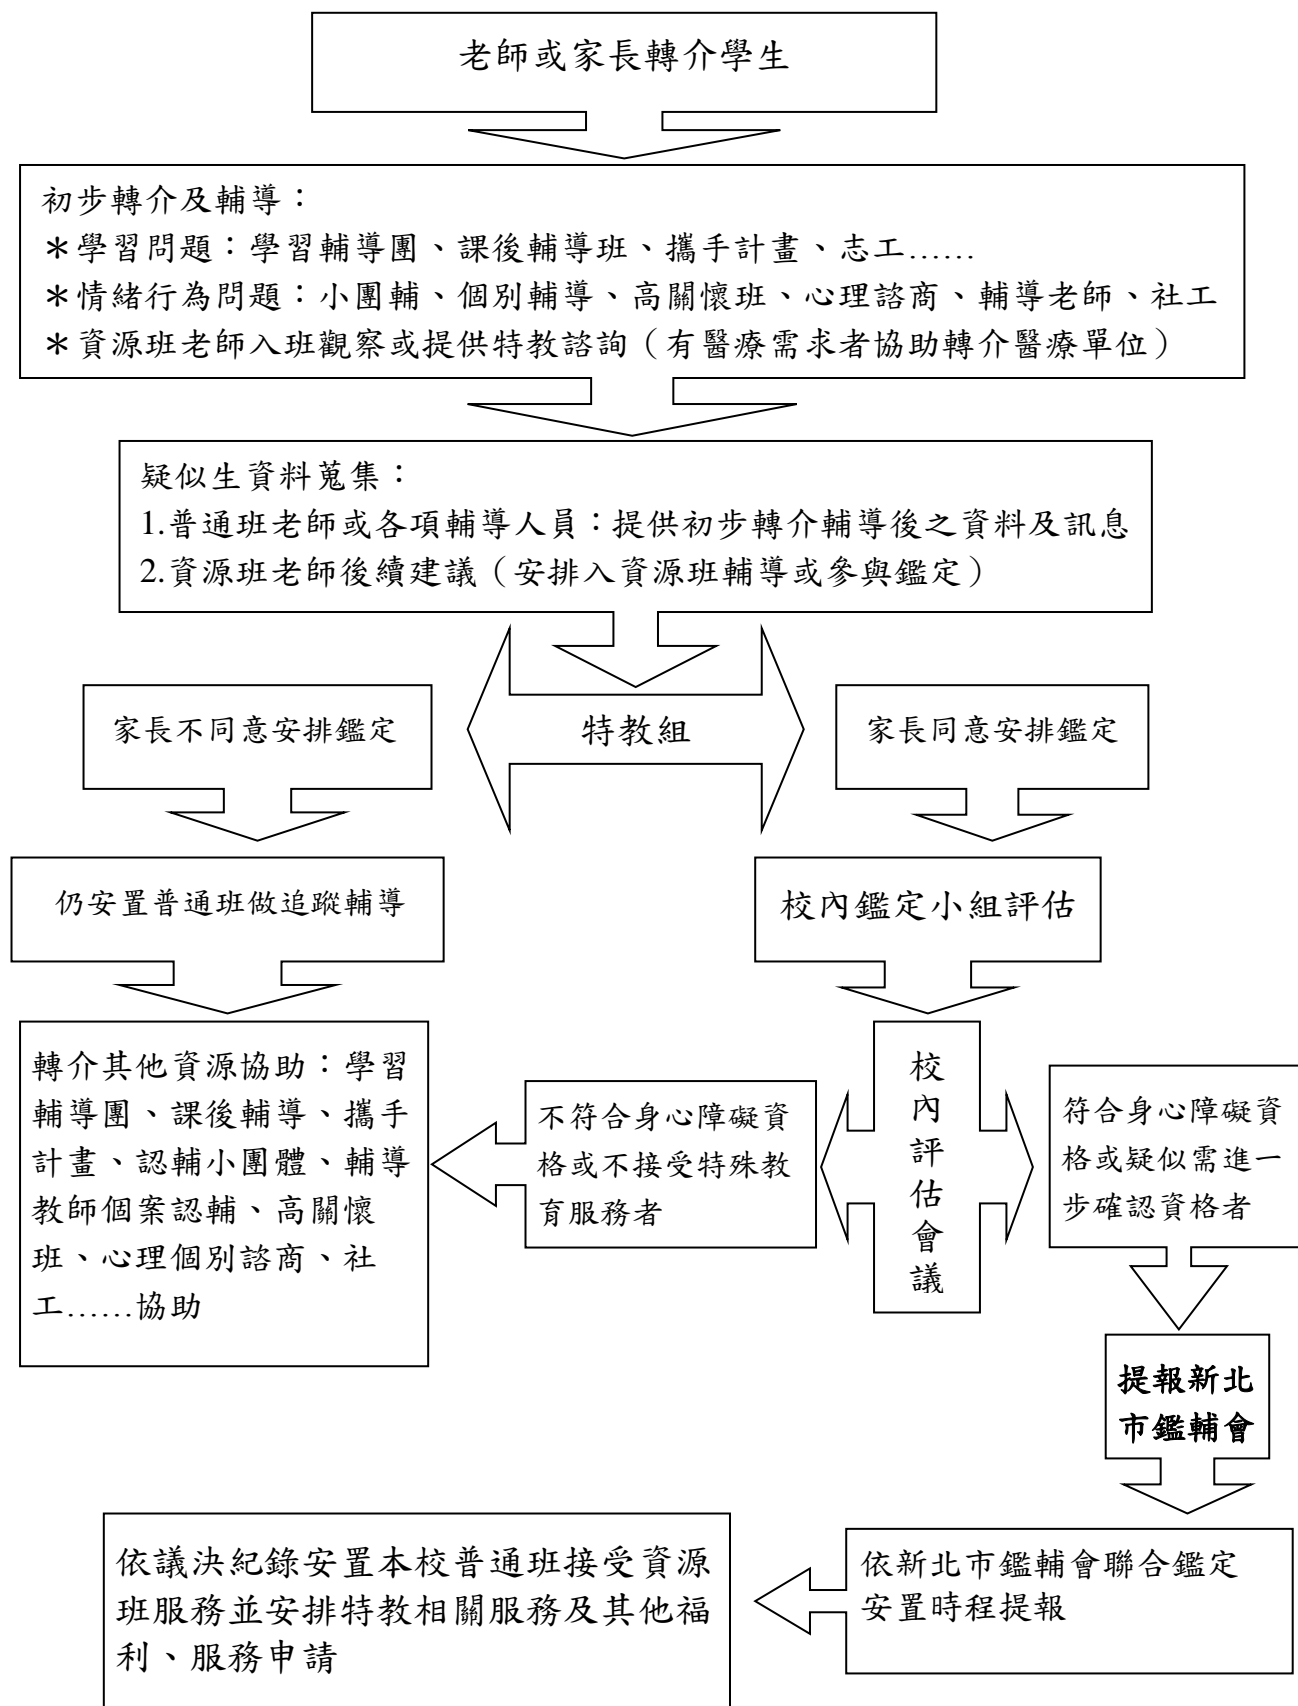 老師或家長轉介學生
初步轉介及輔導：
＊學習問題：學習輔導團、課後輔導班、攜手計畫、志工……
＊情緒行為問題：小團輔、個別輔導、高關懷班、心理諮商、輔導老師、社工
＊資源班老師入班觀察或提供特教諮詢（有醫療需求者協助轉介醫療單位）
疑似生資料蒐集：
1.普通班老師或各項輔導人員：提供初步轉介輔導後之資料及訊息
2.資源班老師後續建議（安排入資源班輔導或參與鑑定）
家長不同意安排鑑定
特教組
家長同意安排鑑定
仍安置普通班做追蹤輔導
校內鑑定小組評估
轉介其他資源協助：學習
輔導團、課後輔導、攜手
計畫、認輔小團體、輔導
教師個案認輔、高關懷
班、心理個別諮商、社
工……協助
不符合身心障礙資
格或不接受特殊教
育服務者
校內評估會議
符合身心障礙資
格或疑似需進一
步確認資格者
提報新北
市鑑輔會
依議決紀錄安置本校普通班接受資源
班服務並安排特教相關服務及其他福
利、服務申請
依新北市鑑輔會聯合鑑定
安置時程提報